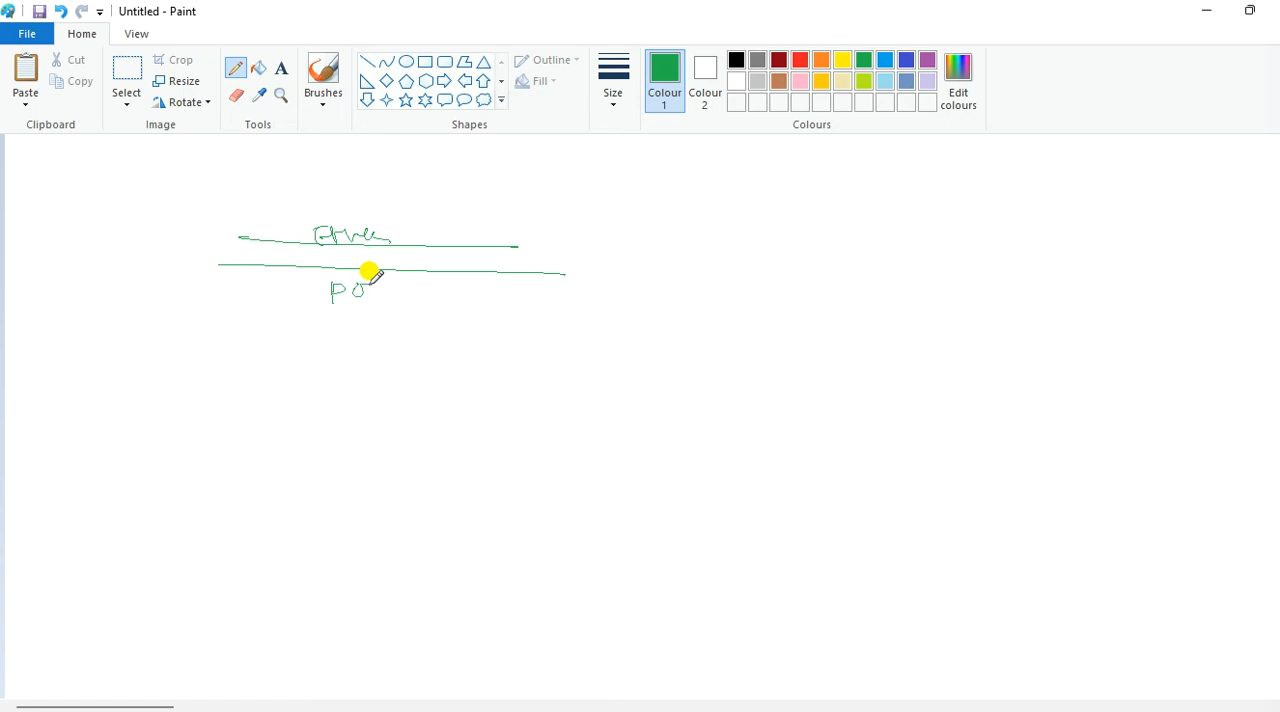 Untitled - Paint
File Home View
Paste
Cut
Copy
Clipboard
Select
Crop
Resize
Rotate
Image
A
Tools
Brushes
Shapes
Outline
Fill
Size
Colour 1
Colour 2
Edit colours
Colours
Po